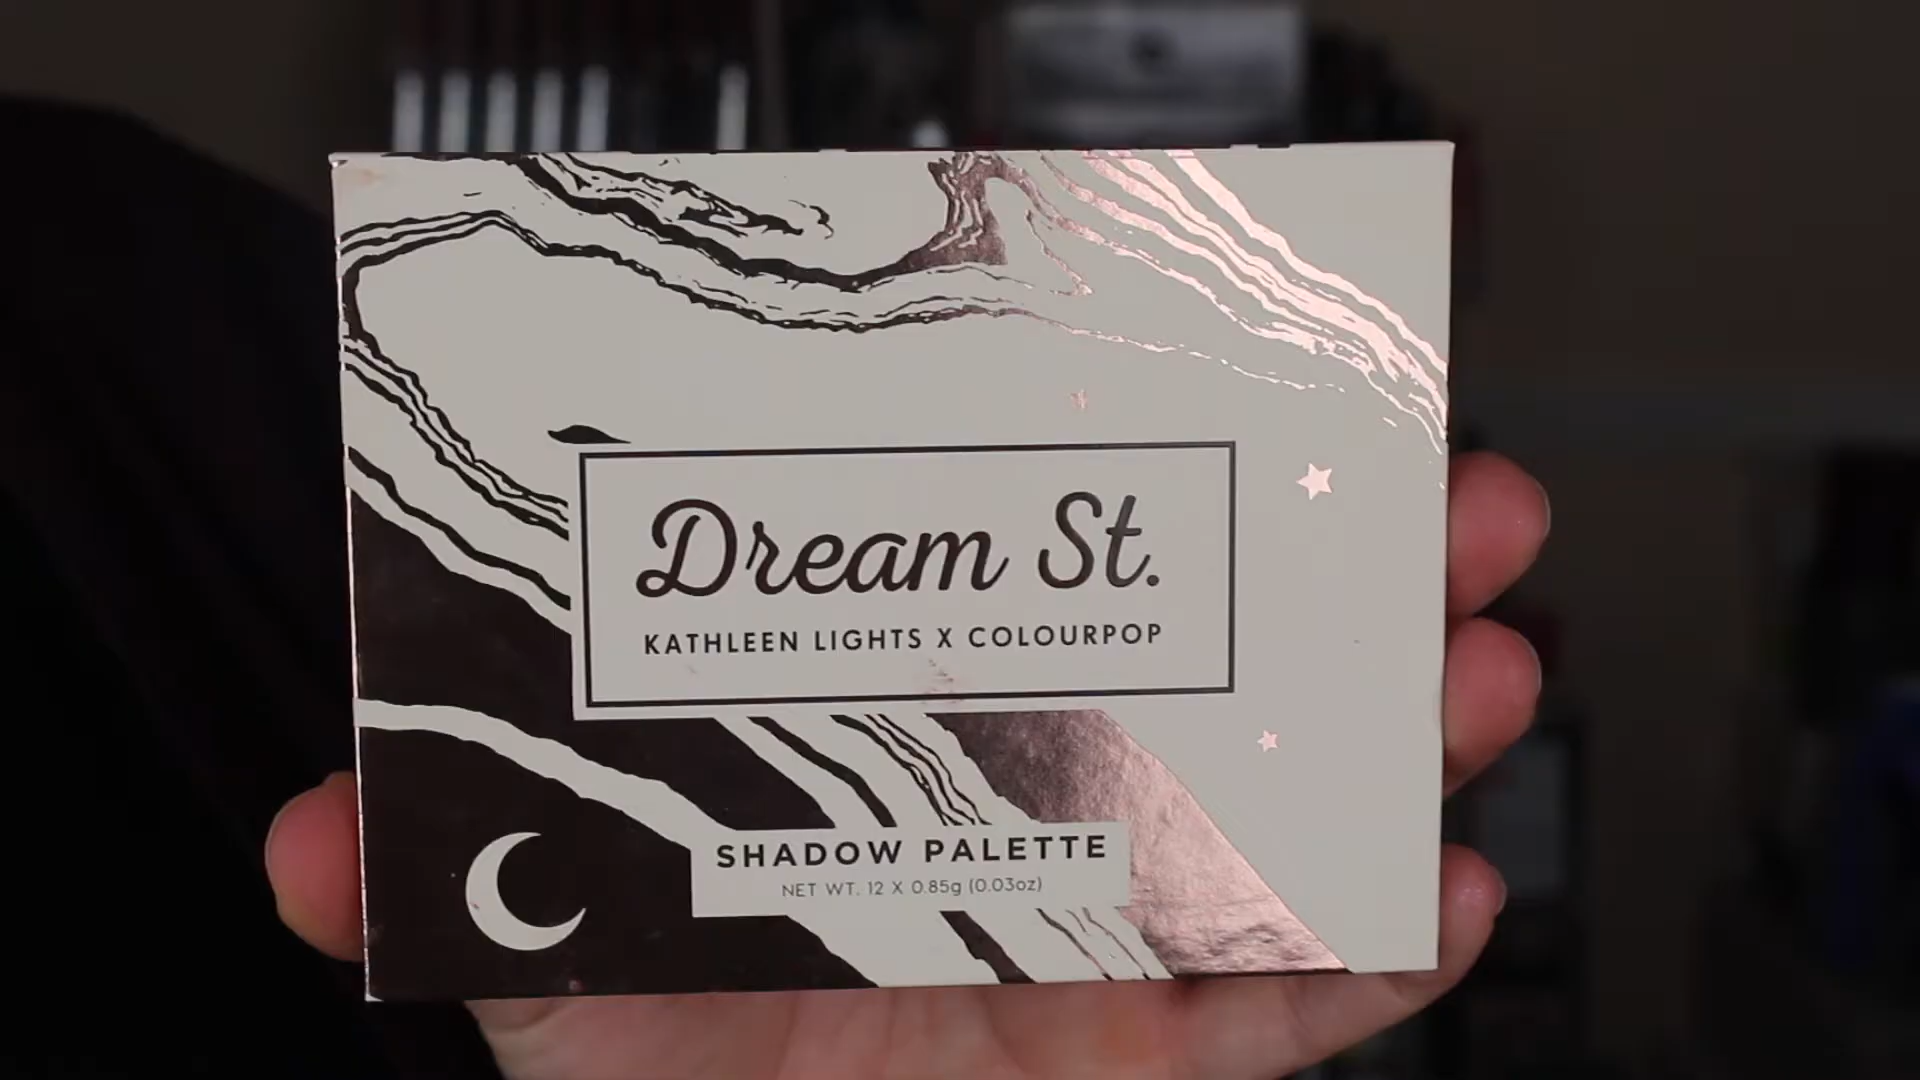 Dream St.
KATHLEEN LIGHTS X COLOURPOP
SHADOW PALETTE
NET WT. 12 X 0.85g (0.03oz)